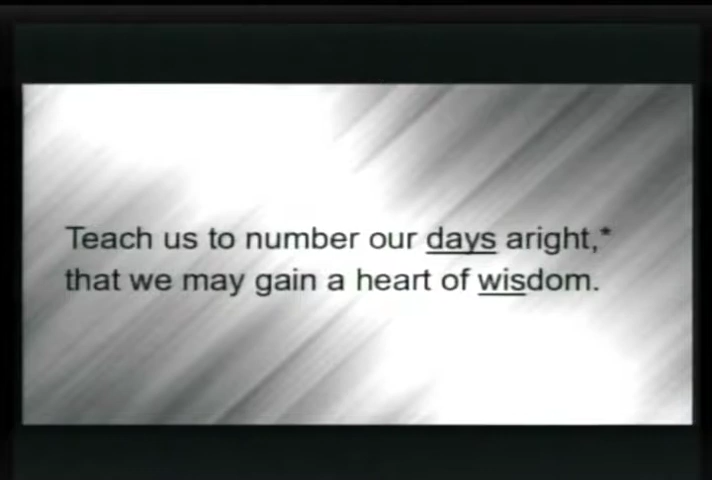 Teach us to number our days aright,*
that we may gain a heart of wisdom.